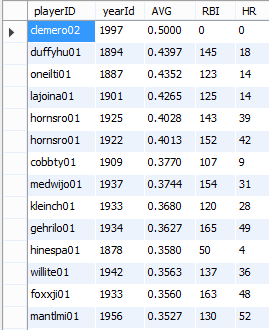 playerID yearId AVG RBI HR
clemero02 1997 0.5000 0 0
duffyhu01 1894 0.4397 145 18
oneilti01 1887 0.4352 123 14
lajoina01 1901 0.4265 125 14
hornsro01 1925 0.4028 143 39
hornsro01 1922 0.4013 152 42
cobbty01 1909 0.3770 107 9
medwijo01 1937 0.3744 154 31
kleinch01 1933 0.3680 120 28
gehrilo01 1934 0.3627 165 49
hinespa01 1878 0.3580 50 4
willite01 1942 0.3563 137 36
foxxji01 1933 0.3560 163 48
mantlmi01 1956 0.3527 130 52